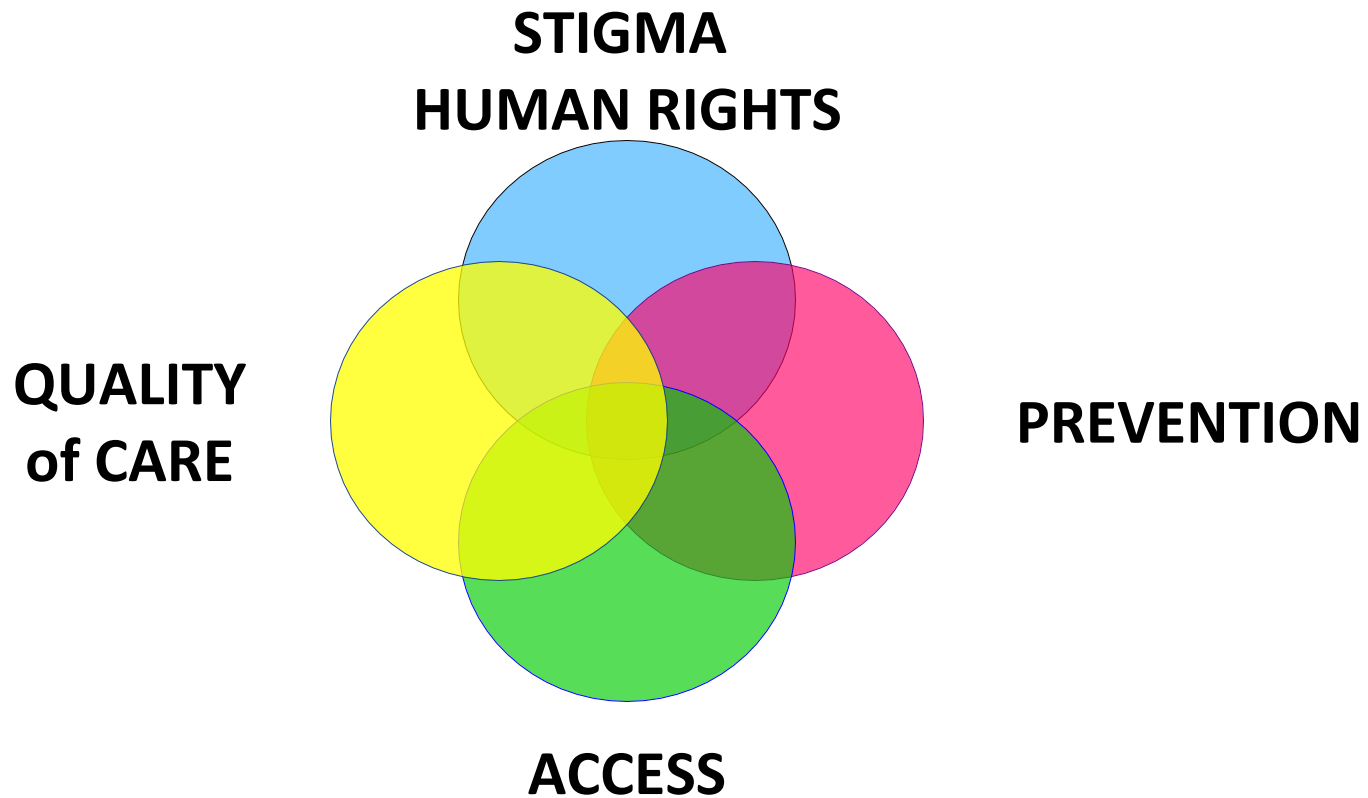 STIGMA
HUMAN RIGHTS
QUALITY
of CARE
PREVENTION
ACCESS